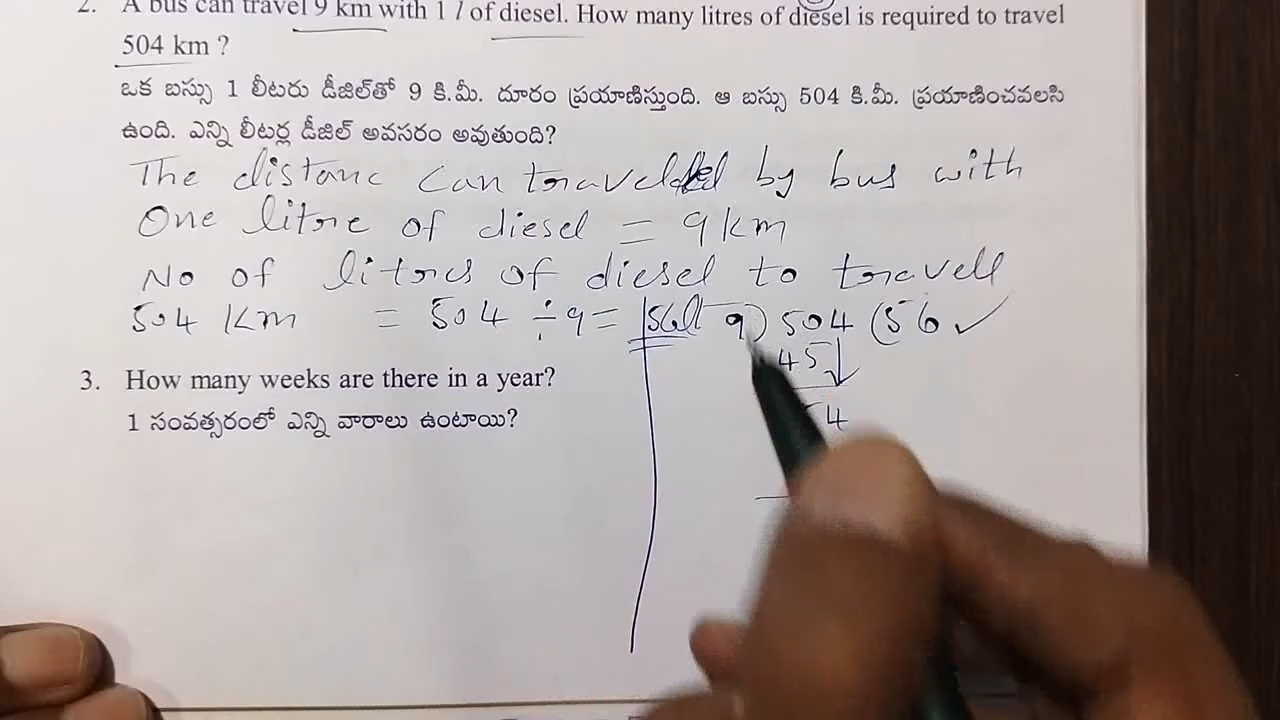 2. A bus can travel 9 km with 1 l of diesel. How many litres of diesel is required to travel
504 km ?
ఒక బస్సు 1 లీటరు డీజిల్‌తో 9 కి.మీ. దూరం ప్రయాణిస్తుంది. ఆ బస్సు 504 కి.మీ. ప్రయాణించవలసి
ఉంది. ఎన్ని లీటర్ల డీజిల్ అవసరం అవుతుంది?
The distanc can by bus with
One litre of diesel = 9 km
No of litres of diesel to travell
504 Km = 504 ÷ 9 = 56lt 9) 504 (56 ✓
45
4
3. How many weeks are there in a year?
1 సంవత్సరంలో ఎన్ని వారాలు ఉంటాయి?